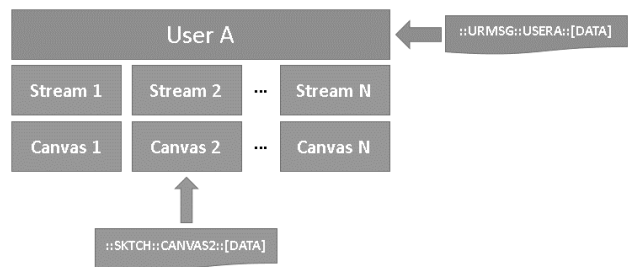 User A
::URMSG::USERA::[DATA]
Stream 1 Stream 2 ... Stream N
Canvas 1 Canvas 2 ... Canvas N
::SKTCH::CANVAS2::[DATA]